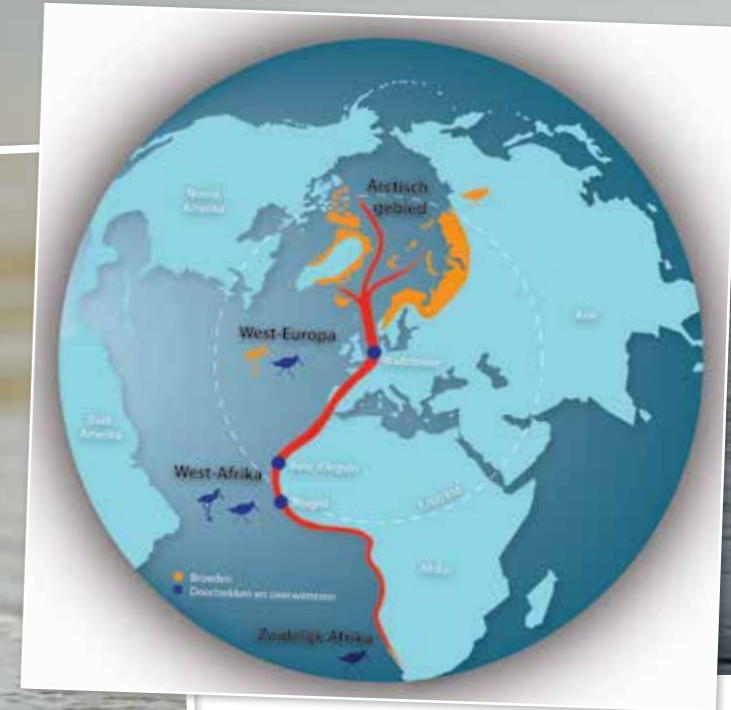 Arctisch
gebied
Noord
Amerika
Azië
West-Europa
Waddenzee
Zuid
Amerika
West-Afrika
Banc d'Arguin
Bijagos
Afrika
Broeden
Doortrekken en overwinteren
Zuidelijk Afrika